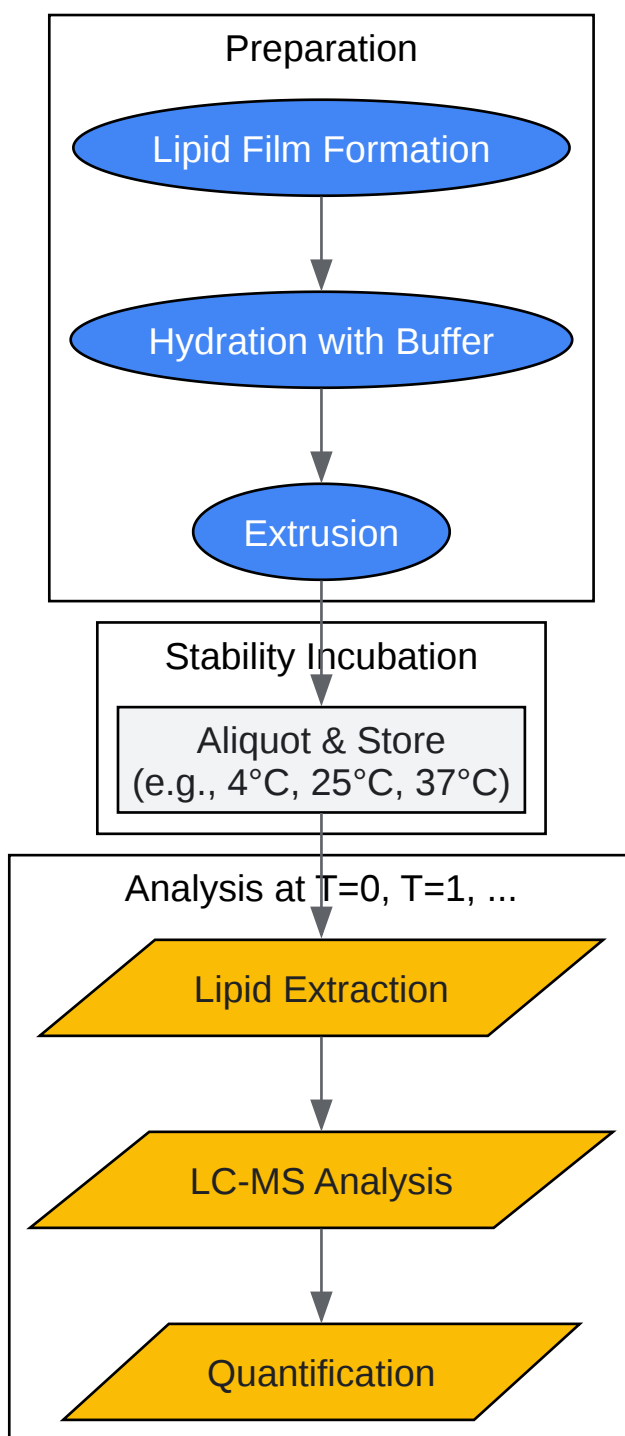 Preparation
Lipid Film Formation
Hydration with Buffer
Extrusion
Stability Incubation
Aliquot & Store
(e.g., 4°C, 25°C, 37°C)
Analysis at T=0, T=1, ...
Lipid Extraction
LC-MS Analysis
Quantification